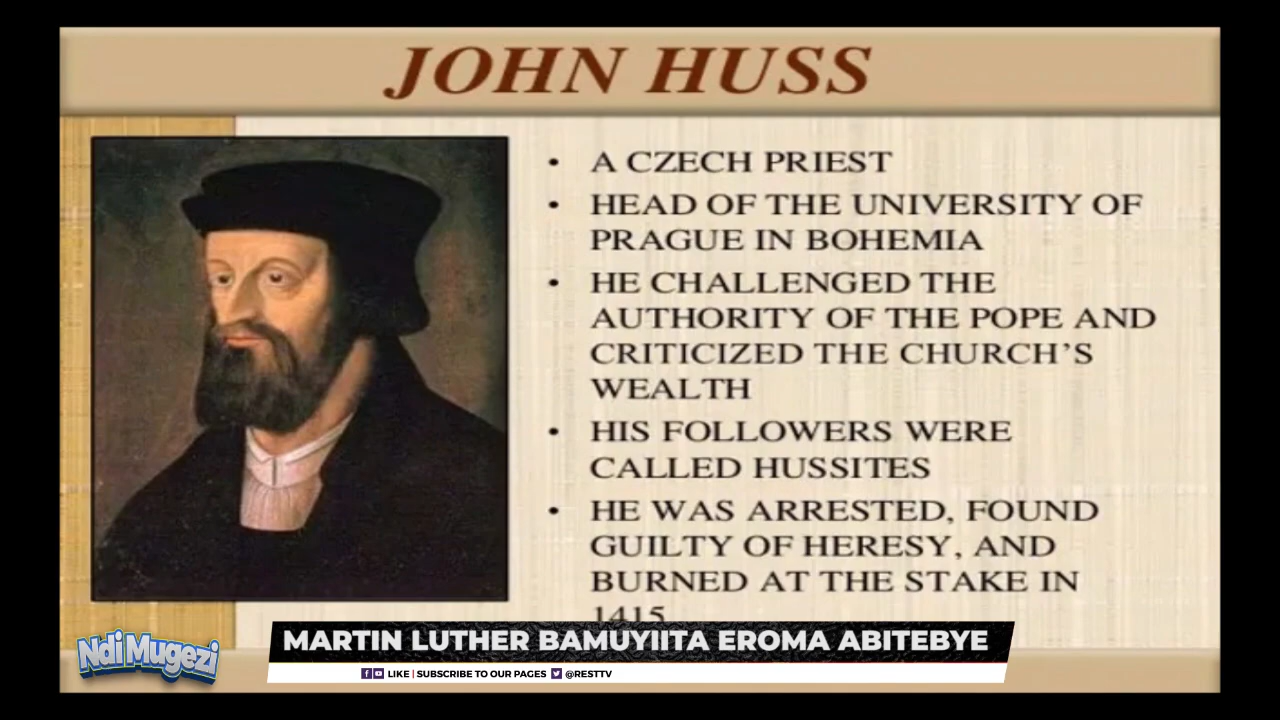 JOHN HUSS
• A CZECH PRIEST
• HEAD OF THE UNIVERSITY OF
PRAGUE IN BOHEMIA
• HE CHALLENGED THE
AUTHORITY OF THE POPE AND
CRITICIZED THE CHURCH'S
WEALTH
• HIS FOLLOWERS WERE
CALLED HUSSITES
• HE WAS ARRESTED, FOUND
GUILTY OF HERESY, AND
BURNED AT THE STAKE IN
1415
Ndi Mugezi
MARTIN LUTHER BAMUYIITA EROMA ABITEBYE
LIKE | SUBSCRIBE TO OUR PAGES @RESTTV